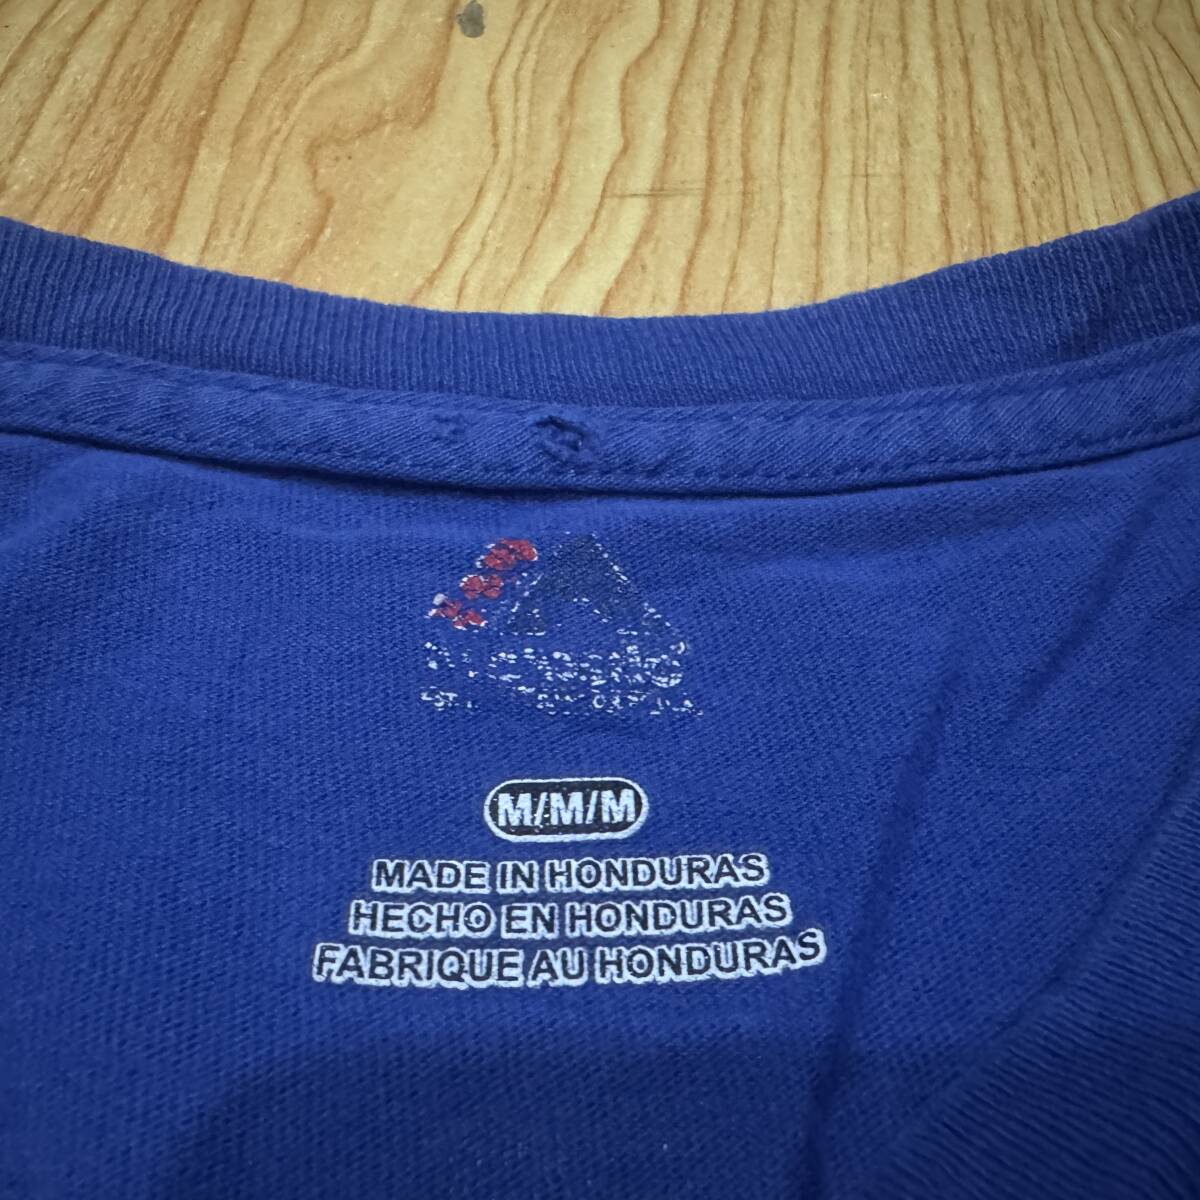 M/M/M
MADE IN HONDURAS
HECHO EN HONDURAS
FABRIQUE AU HONDURAS